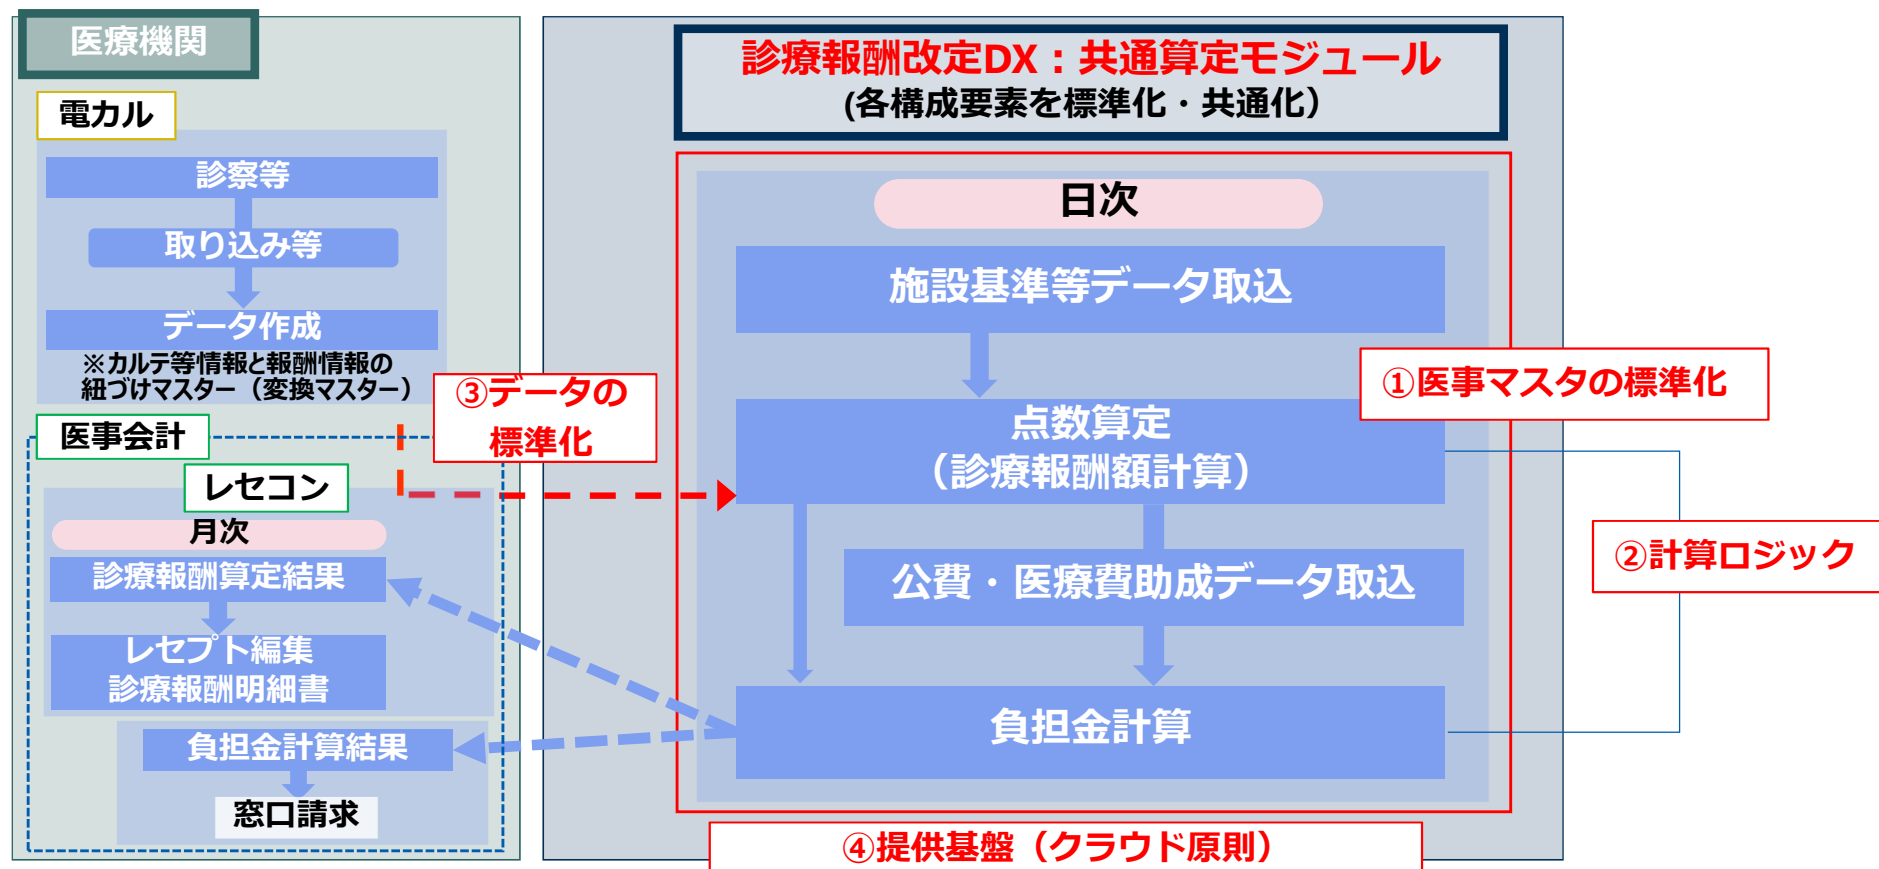 医療機関
電カル
診察等
取り込み等
データ作成
※カルテ等情報と報酬情報の
紐づけマスター（変換マスター）
医事会計
レセコン
月次
診療報酬算定結果
レセプト編集
診療報酬明細書
負担金計算結果
窓口請求
③データの
標準化
診療報酬改定DX：共通算定モジュール
(各構成要素を標準化・共通化）
日次
施設基準等データ取込
点数算定
（診療報酬額計算）
公費・医療費助成データ取込
負担金計算
①医事マスタの標準化
②計算ロジック
④提供基盤（クラウド原則）